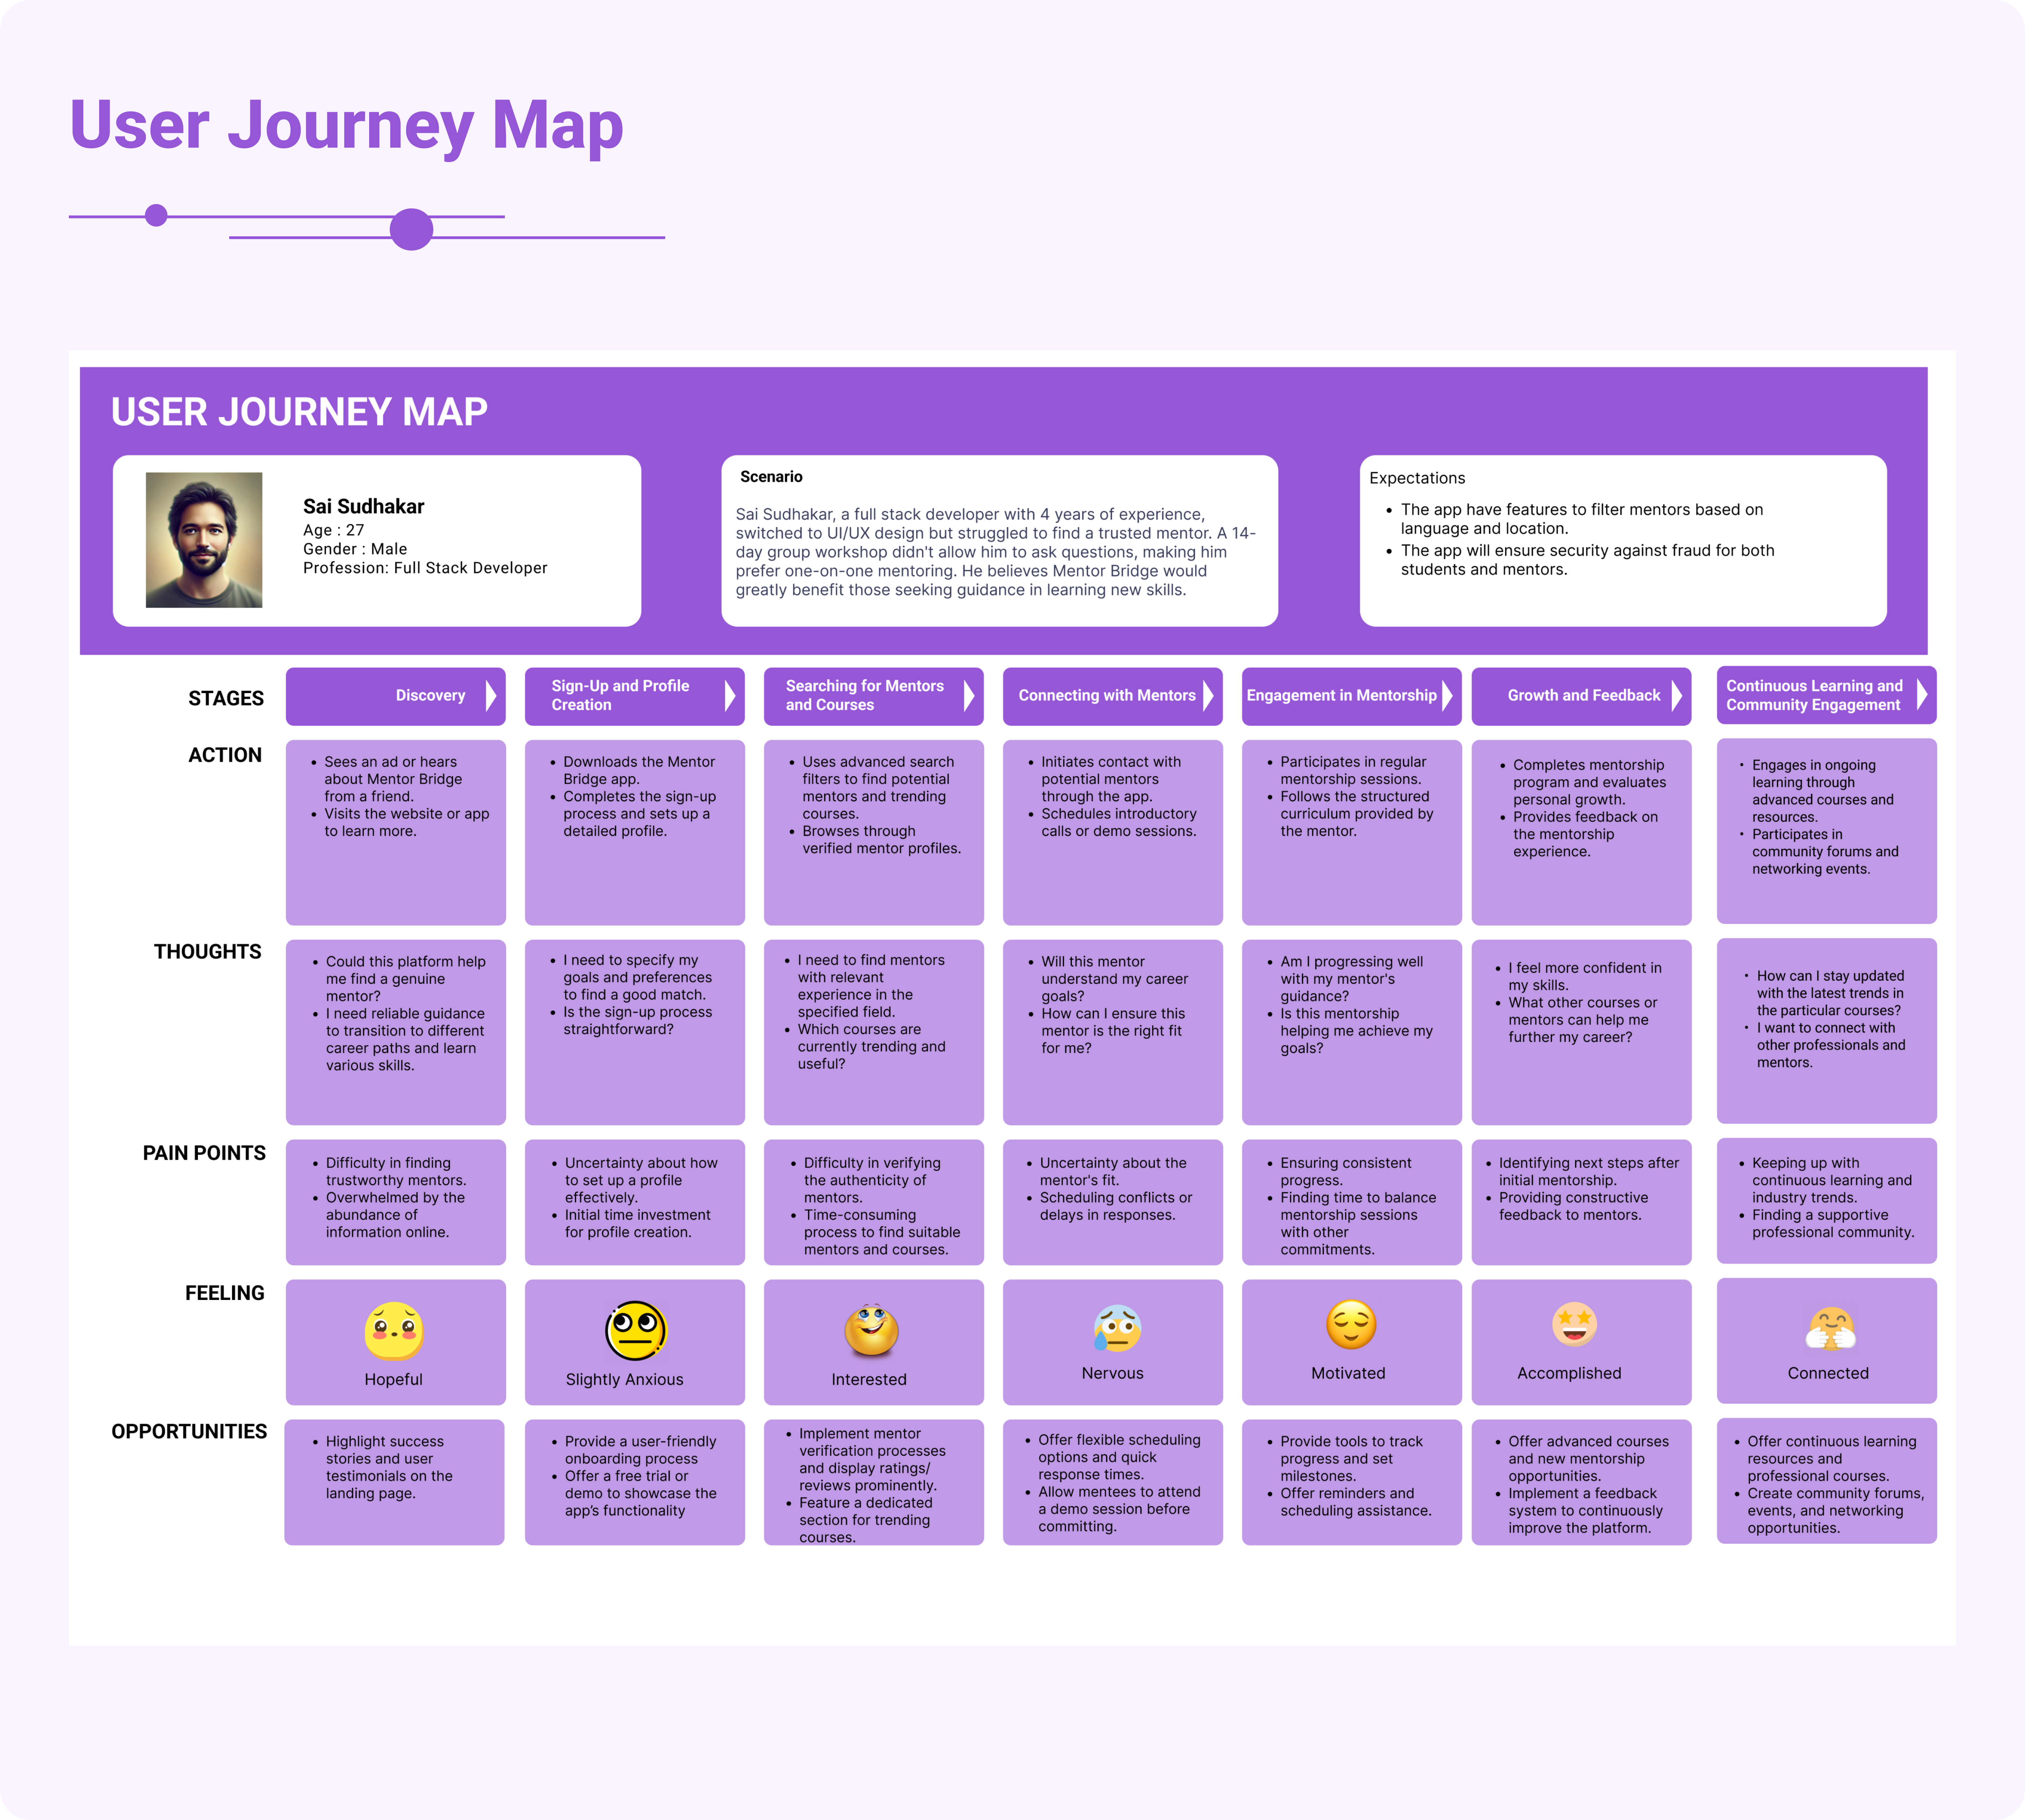 User Journey Map
USER JOURNEY MAP
Sai Sudhakar
Age : 27
Gender : Male
Profession: Full Stack Developer
Scenario
Sai Sudhakar, a full stack developer with 4 years of experience,
switched to UI/UX design but struggled to find a trusted mentor. A 14-
day group workshop didn't allow him to ask questions, making him
prefer one-on-one mentoring. He believes Mentor Bridge would
greatly benefit those seeking guidance in learning new skills.
Expectations
• The app have features to filter mentors based on
language and location.
• The app will ensure security against fraud for both
students and mentors.
STAGES
Discovery
Sign-Up and Profile
Creation
Searching for Mentors
and Courses
Connecting with Mentors
Engagement in Mentorship
Growth and Feedback
Continuous Learning and
Community Engagement
ACTION
• Sees an ad or hears
about Mentor Bridge
from a friend.
• Visits the website or app
to learn more.
• Downloads the Mentor
Bridge app.
• Completes the sign-up
process and sets up a
detailed profile.
• Uses advanced search
filters to find potential
mentors and trending
courses.
• Browses through
verified mentor profiles.
• Initiates contact with
potential mentors
through the app.
• Schedules introductory
calls or demo sessions.
• Participates in regular
mentorship sessions.
• Follows the structured
curriculum provided by
the mentor.
• Completes mentorship
program and evaluates
personal growth.
• Provides feedback on
the mentorship
experience.
• Engages in ongoing
learning through
advanced courses and
resources.
• Participates in
community forums and
networking events.
THOUGHTS
• Could this platform help
me find a genuine
mentor?
• I need reliable guidance
to transition to different
career paths and learn
various skills.
• I need to specify my
goals and preferences
to find a good match.
• Is the sign-up process
straightforward?
• I need to find mentors
with relevant
experience in the
specified field.
• Which courses are
currently trending and
useful?
• Will this mentor
understand my career
goals?
• How can I ensure this
mentor is the right fit
for me?
• Am I progressing well
with my mentor's
guidance?
• Is this mentorship
helping me achieve my
goals?
• I feel more confident in
my skills.
• What other courses or
mentors can help me
further my career?
• How can I stay updated
with the latest trends in
the particular courses?
• I want to connect with
other professionals and
mentors.
PAIN POINTS
• Difficulty in finding
trustworthy mentors.
• Overwhelmed by the
abundance of
information online.
• Uncertainty about how
to set up a profile
effectively.
• Initial time investment
for profile creation.
• Difficulty in verifying
the authenticity of
mentors.
• Time-consuming
process to find suitable
mentors and courses.
• Uncertainty about the
mentor's fit.
• Scheduling conflicts or
delays in responses.
• Ensuring consistent
progress.
• Finding time to balance
mentorship sessions
with other
commitments.
• Identifying next steps after
initial mentorship.
• Providing constructive
feedback to mentors.
• Keeping up with
continuous learning and
industry trends.
• Finding a supportive
professional community.
FEELING
Hopeful
Slightly Anxious
Interested
Nervous
Motivated
Accomplished
Connected
OPPORTUNITIES
• Highlight success
stories and user
testimonials on the
landing page.
• Provide a user-friendly
onboarding process
• Offer a free trial or
demo to showcase the
app’s functionality
• Implement mentor
verification processes
and display ratings/
reviews prominently.
• Feature a dedicated
section for trending
courses.
• Offer flexible scheduling
options and quick
response times.
• Allow mentees to attend
a demo session before
committing.
• Provide tools to track
progress and set
milestones.
• Offer reminders and
scheduling assistance.
• Offer advanced courses
and new mentorship
opportunities.
• Implement a feedback
system to continuously
improve the platform.
• Offer continuous learning
resources and
professional courses.
• Create community forums,
events, and networking
opportunities.